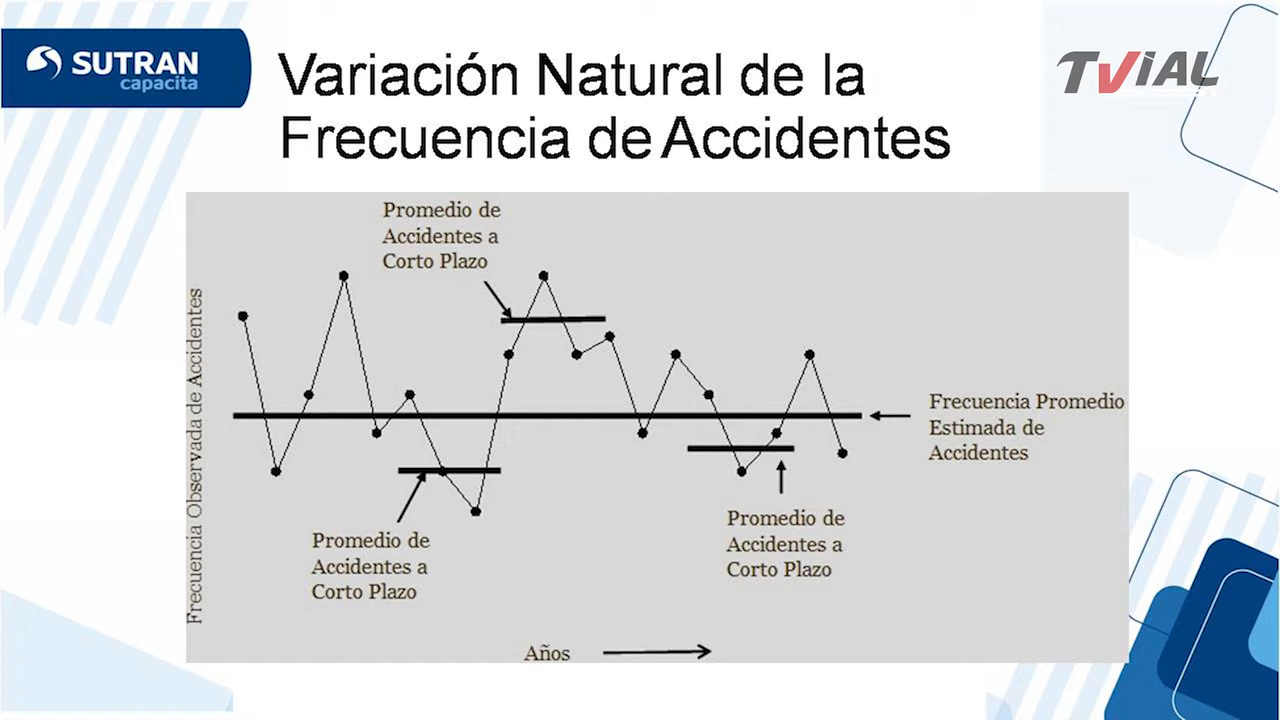 SUTRAN
capacita
Variación Natural de la
Frecuencia de Accidentes
TViAL
Promedio de
Accidentes a
Corto Plazo
Frecuencia Observada de Accidentes
Frecuencia Promedio
Estimada de
Accidentes
Promedio de
Accidentes a
Corto Plazo
Promedio de
Accidentes a
Corto Plazo
Años